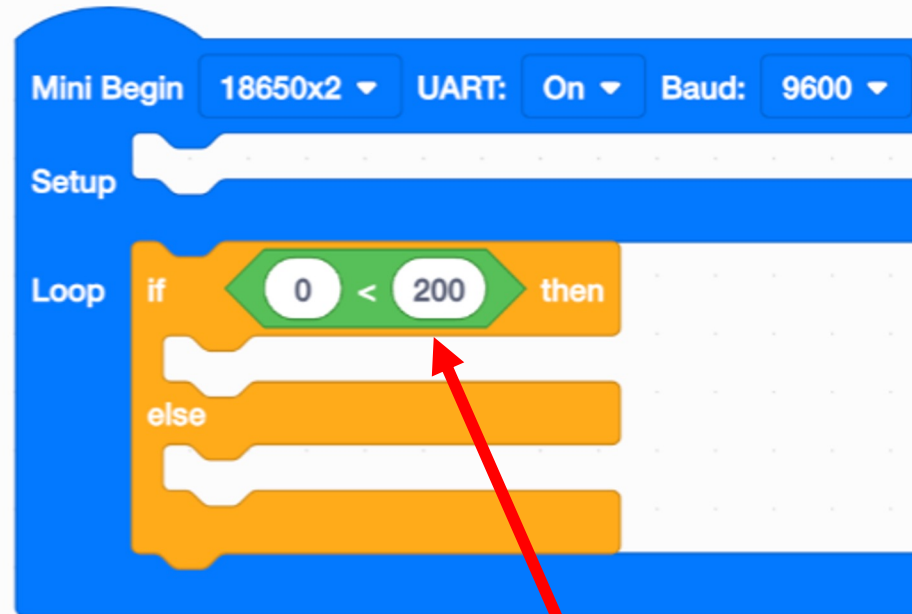 Mini Begin 18650x2 UART: On Baud: 9600
Setup
Loop if 0 < 200 then
else